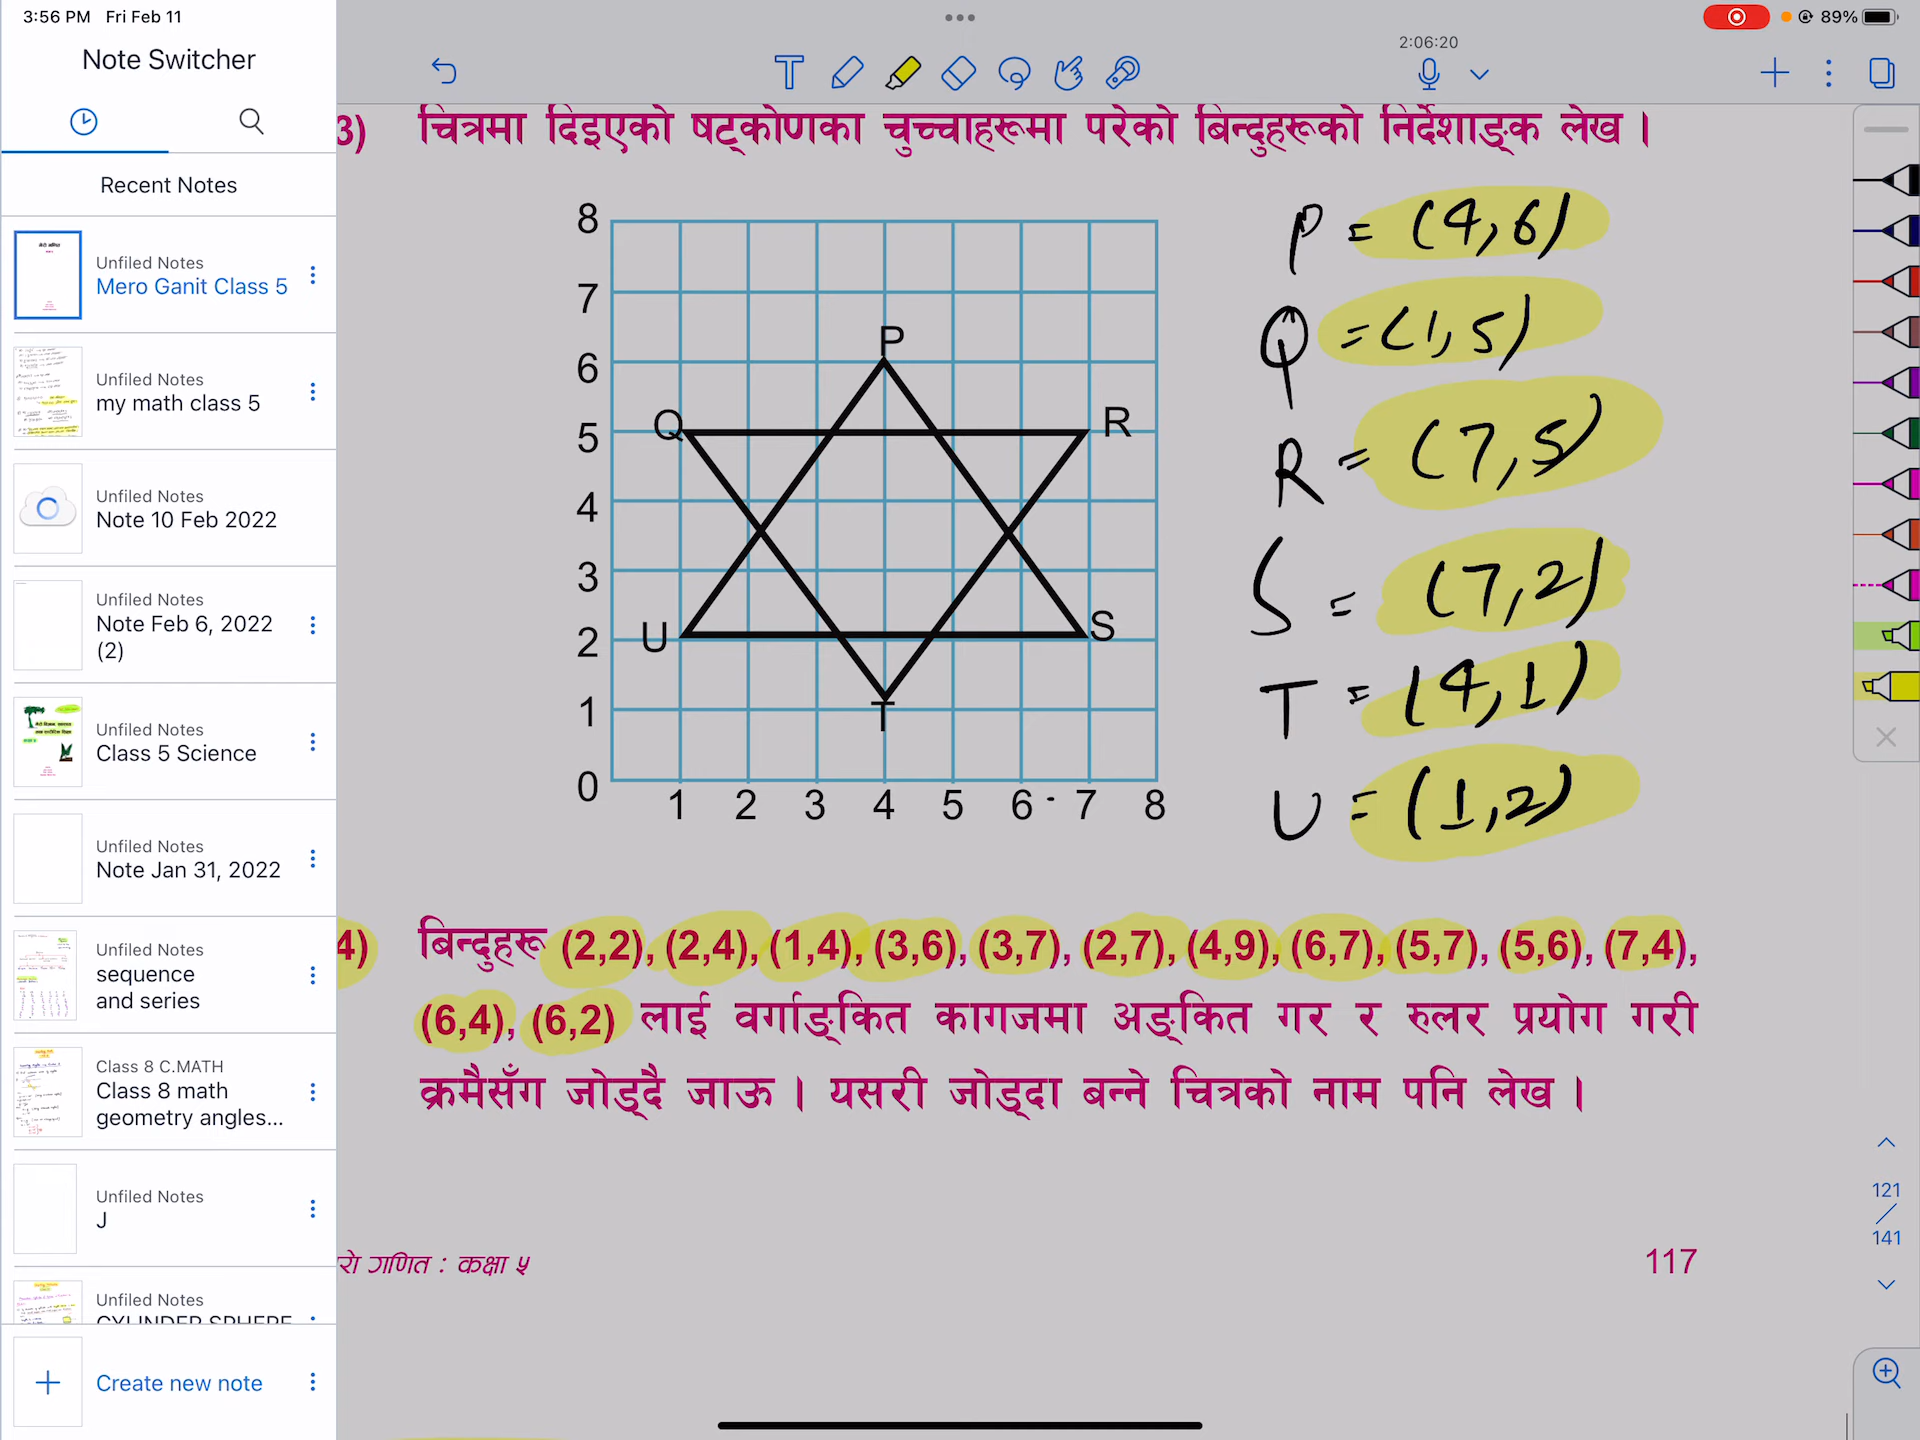 3:56 PM Fri Feb 11
89%
Note Switcher
2:06:20
Recent Notes
Unfiled Notes
Mero Ganit Class 5
Unfiled Notes
my math class 5
Unfiled Notes
Note 10 Feb 2022
Unfiled Notes
Note Feb 6, 2022
(2)
Unfiled Notes
Class 5 Science
Unfiled Notes
Note Jan 31, 2022
Unfiled Notes
sequence
and series
Class 8 C.MATH
Class 8 math
geometry angles...
Unfiled Notes
J
Unfiled Notes
CYLINDER SPHERE
Create new note
3) चित्रमा दिइएको षट्कोणका चुच्चाहरूमा परेको बिन्दुहरूको निर्देशाङ्क लेख ।
8
7
6
5
4
3
2
1
0
1 2 3 4 5 6 7 8
P
Q
R
U
S
T
P = (4,6)
Q = (1,5)
R = (7,5)
S = (7,2)
T = (4,1)
U = (1,2)
4) बिन्दुहरू (2,2), (2,4), (1,4), (3,6), (3,7), (2,7), (4,9), (6,7), (5,7), (5,6), (7,4),
(6,4), (6,2) लाई वर्गाङ्कित कागजमा अङ्कित गर र रुलर प्रयोग गरी
क्रमैसँग जोड्दै जाऊ । यसरी जोड्दा बन्ने चित्रको नाम पनि लेख ।
रो गणित : कक्षा ५
117
121
/
141